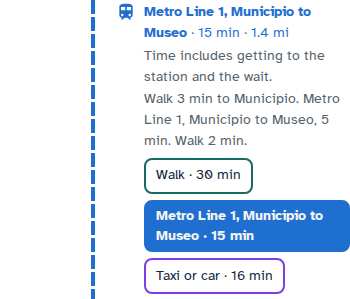 Metro Line 1, Municipio to
Museo · 15 min · 1.4 mi
Time includes getting to the
station and the wait.
Walk 3 min to Municipio. Metro
Line 1, Municipio to Museo, 5
min. Walk 2 min.
Walk · 30 min
Metro Line 1, Municipio to
Museo · 15 min
Taxi or car · 16 min